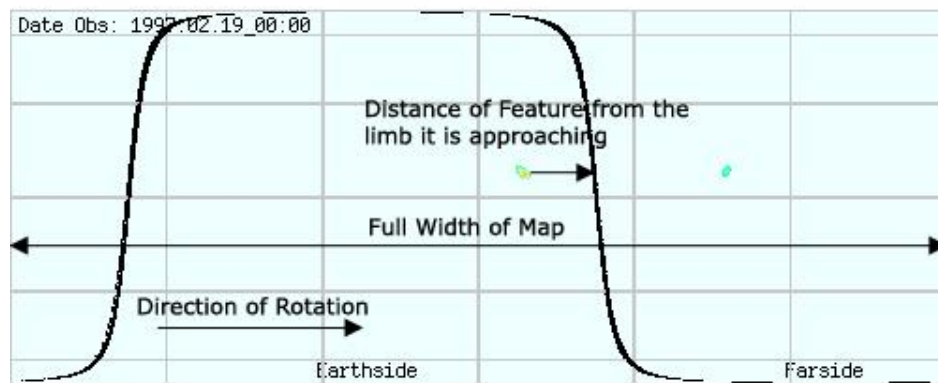 Date Obs: 1997.02.19_00:00
Distance of Feature from the
limb it is approaching
Full Width of Map
Direction of Rotation
Earthside
Farside